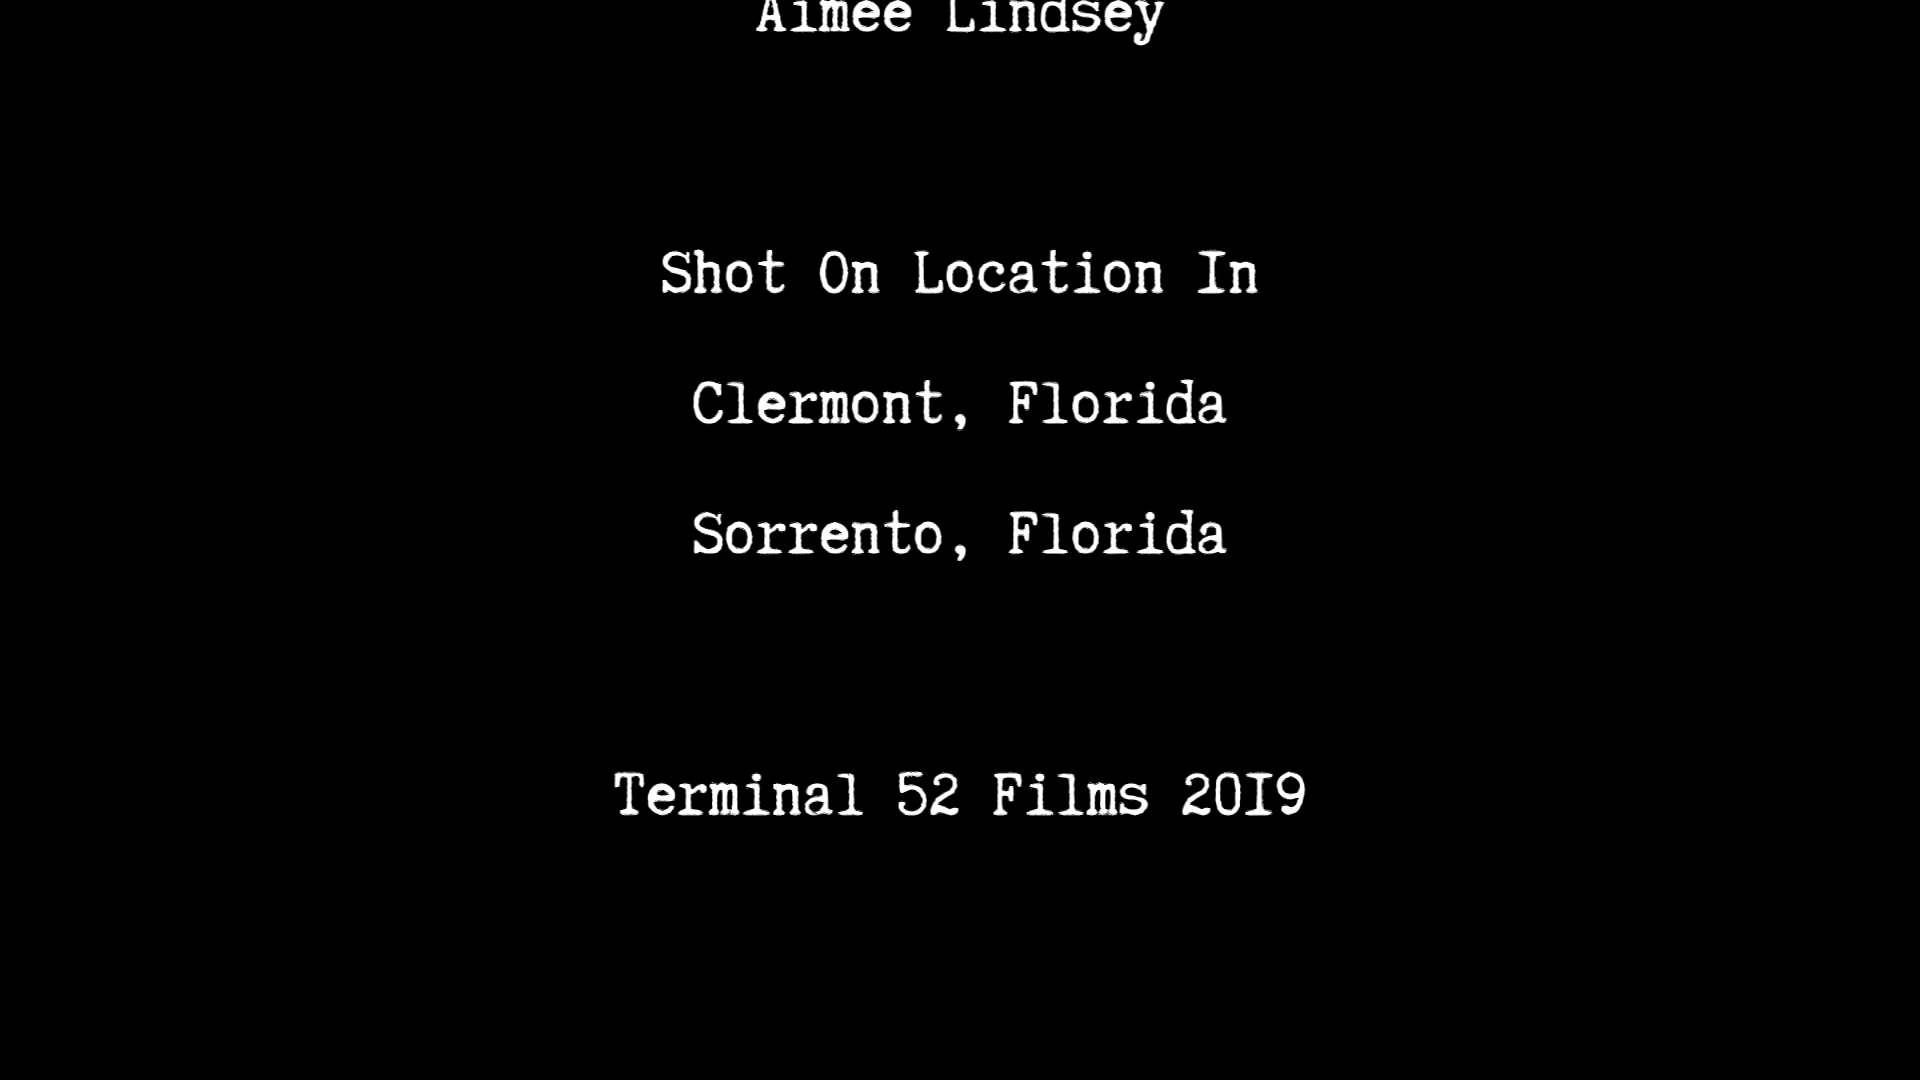 Aimee Lindsey
Shot On Location In
Clermont, Florida
Sorrento, Florida
Terminal 52 Films 2019